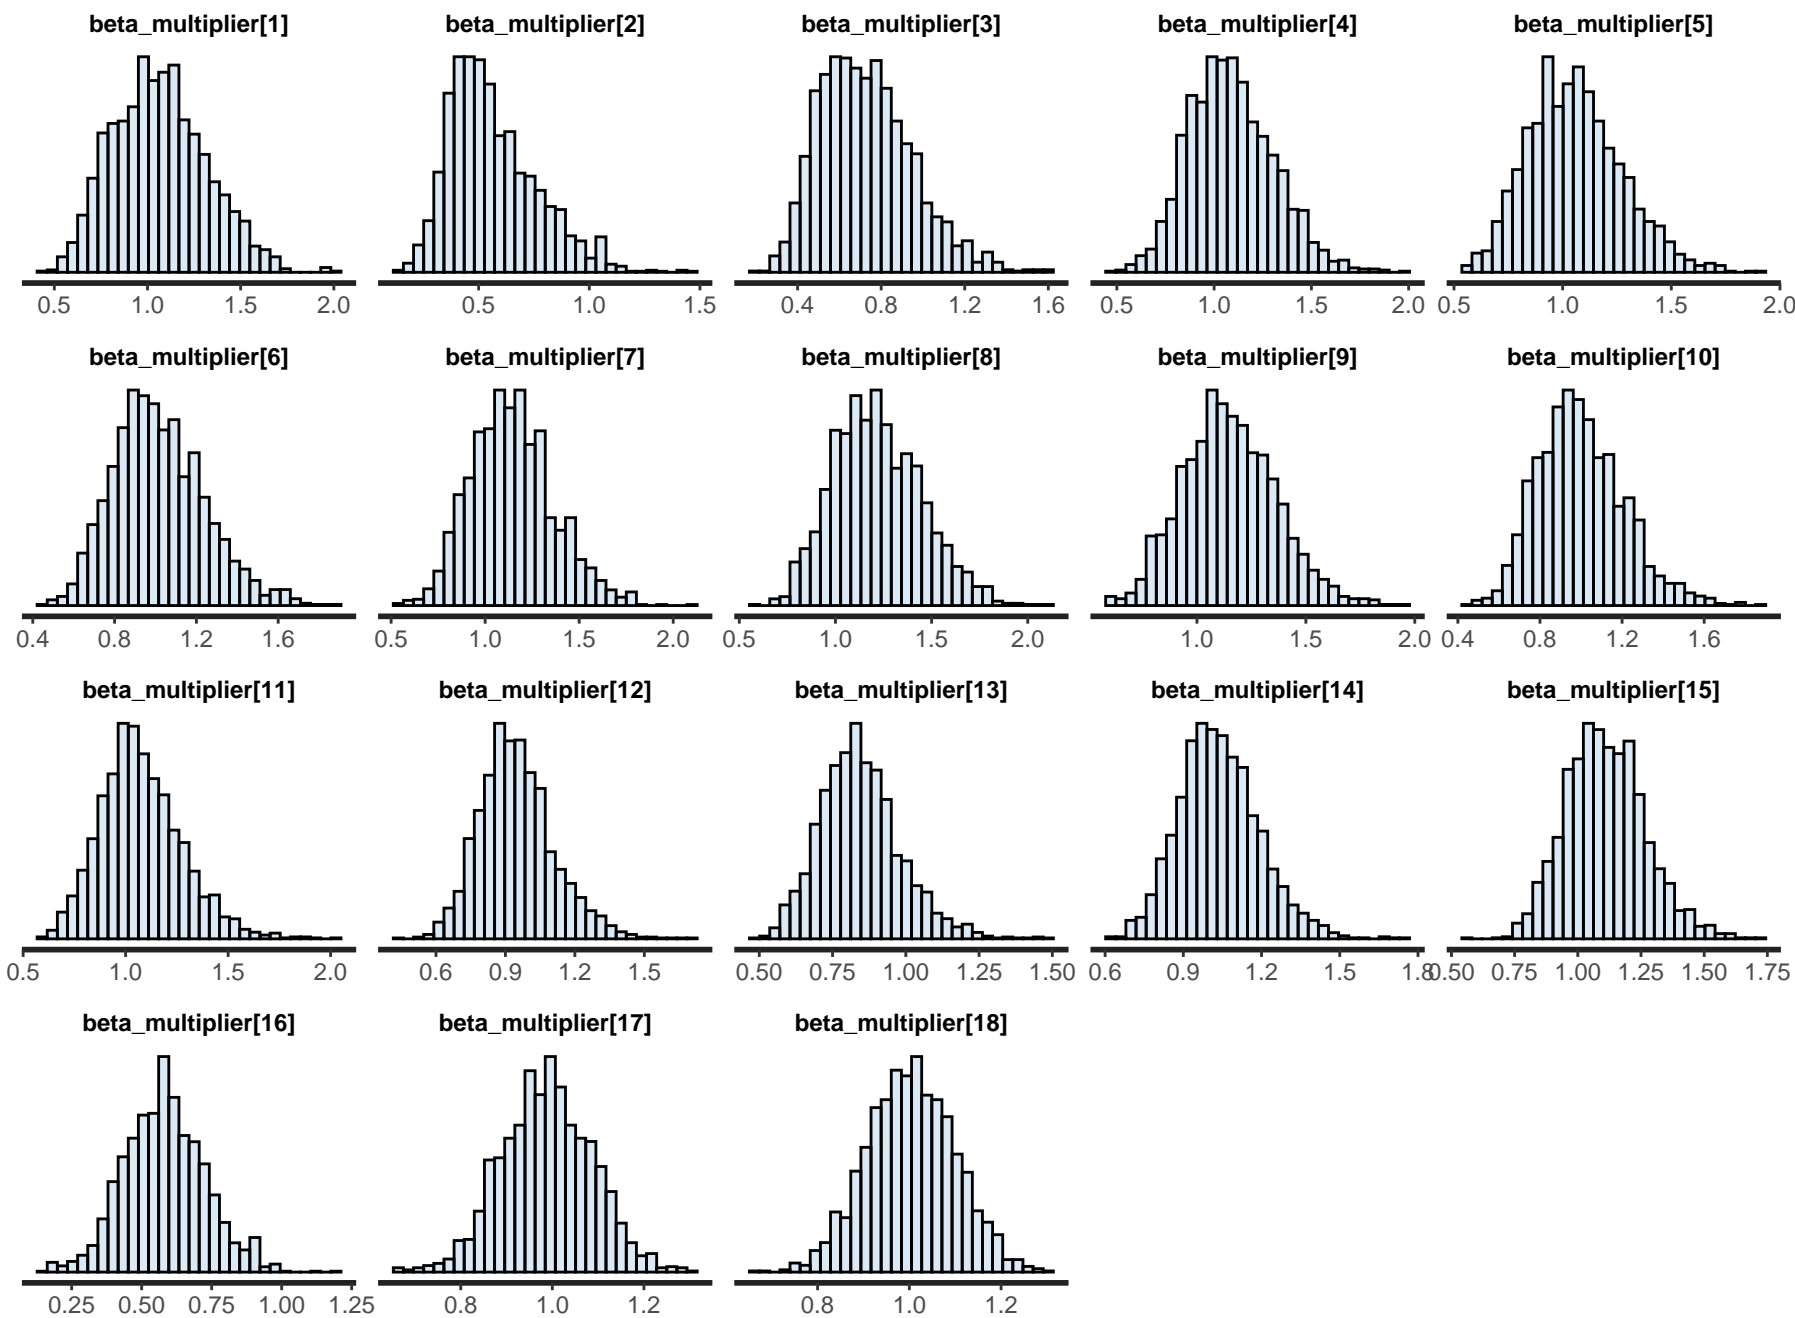 beta_multiplier[1] beta_multiplier[2] beta_multiplier[3] beta_multiplier[4] beta_multiplier[5]
0.5 1.0 1.5 2.0 0.5 1.0 1.5 0.4 0.8 1.2 1.6 0.5 1.0 1.5 2.0 0.5 1.0 1.5 2.0
beta_multiplier[6] beta_multiplier[7] beta_multiplier[8] beta_multiplier[9] beta_multiplier[10]
0.4 0.8 1.2 1.6 0.5 1.0 1.5 2.0 0.5 1.0 1.5 2.0 1.0 1.5 2.0 0.4 0.8 1.2 1.6
beta_multiplier[11] beta_multiplier[12] beta_multiplier[13] beta_multiplier[14] beta_multiplier[15]
0.5 1.0 1.5 2.0 0.6 0.9 1.2 1.5 0.50 0.75 1.00 1.25 1.50 0.6 0.9 1.2 1.5 1.8 0.50 0.75 1.00 1.25 1.50 1.75
beta_multiplier[16] beta_multiplier[17] beta_multiplier[18]
0.25 0.50 0.75 1.00 1.25 0.8 1.0 1.2 0.8 1.0 1.2